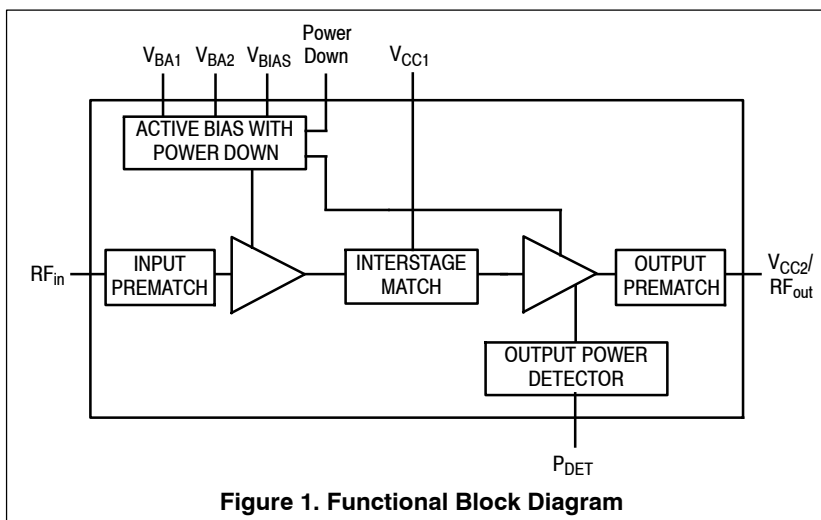 Power
Down
V_BA1 V_BA2 V_BIAS V_CC1
ACTIVE BIAS WITH
POWER DOWN
RF_in
INPUT
PREMATCH
INTERSTAGE
MATCH
OUTPUT
PREMATCH
V_CC2/
RF_out
OUTPUT POWER
DETECTOR
P_DET
Figure 1. Functional Block Diagram